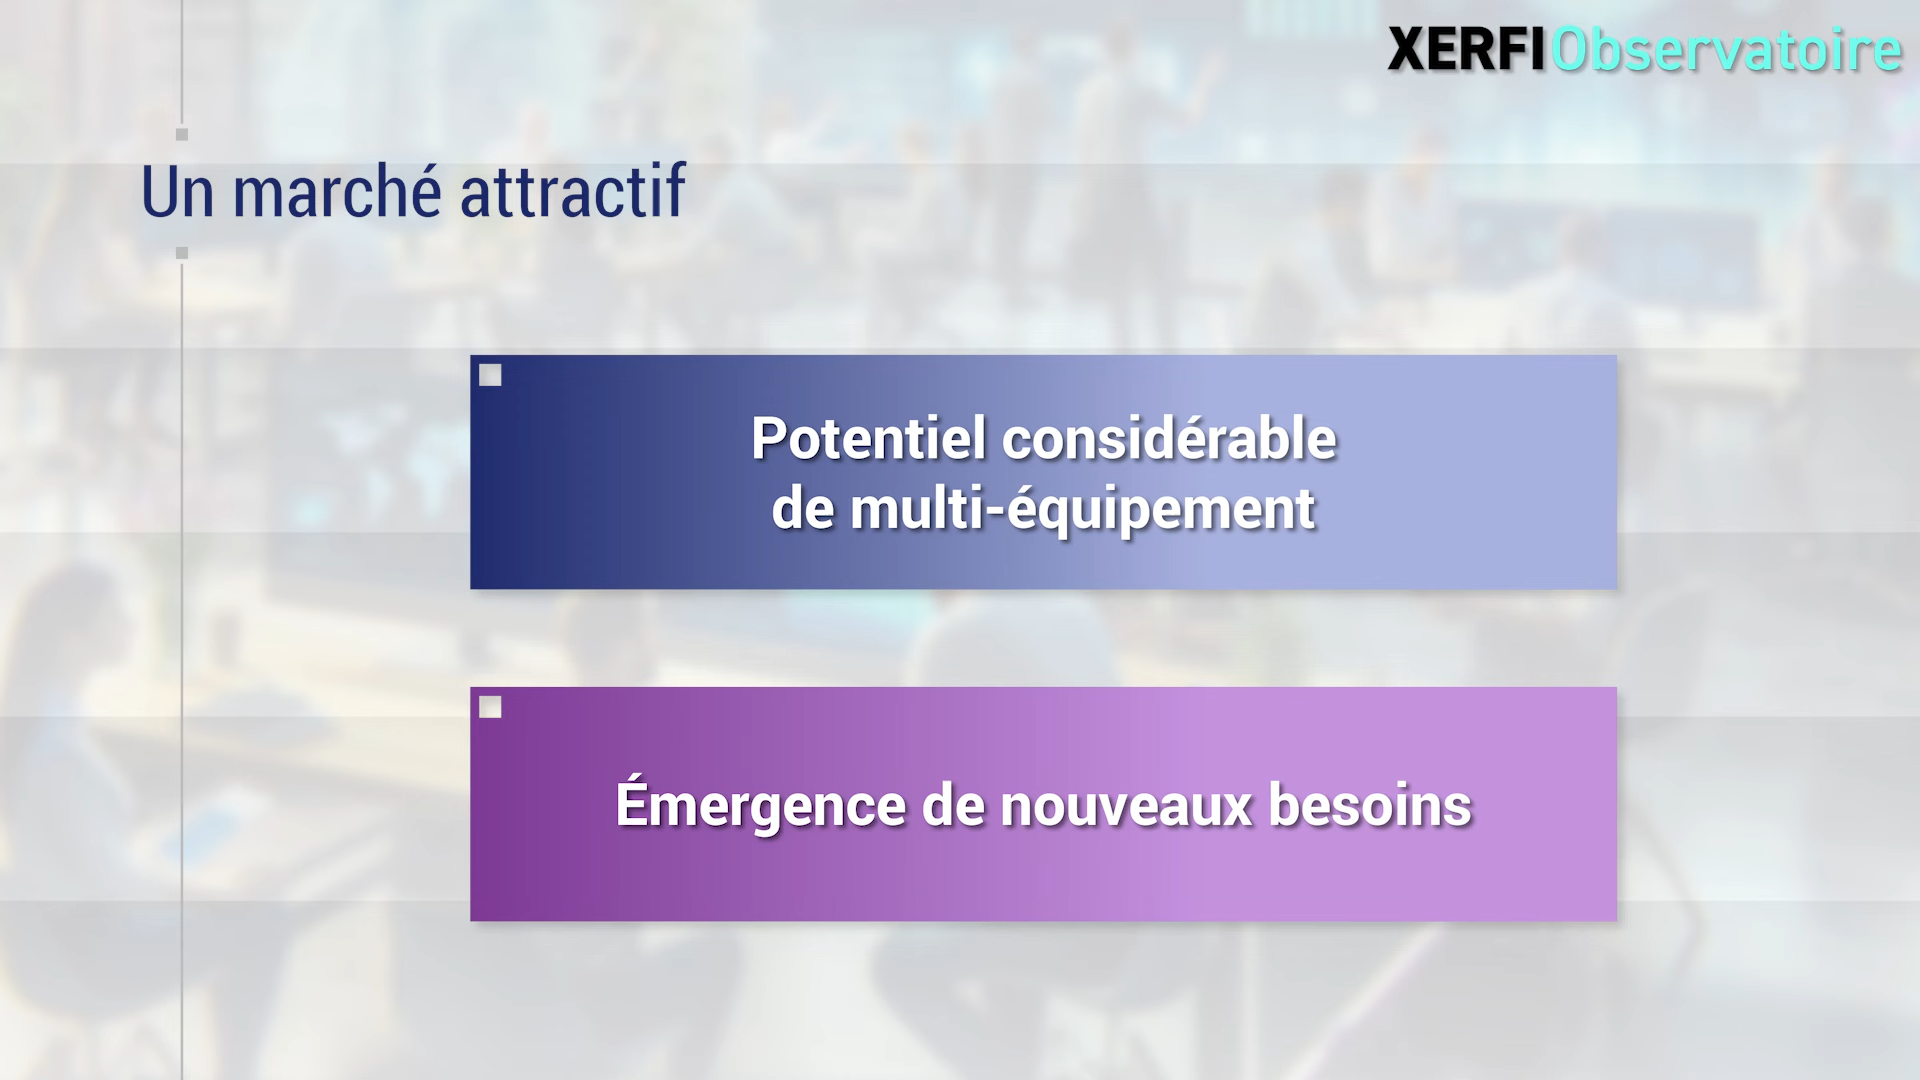 XERFI Observatoire
Un marché attractif
Potentiel considérable
de multi-équipement
Émergence de nouveaux besoins